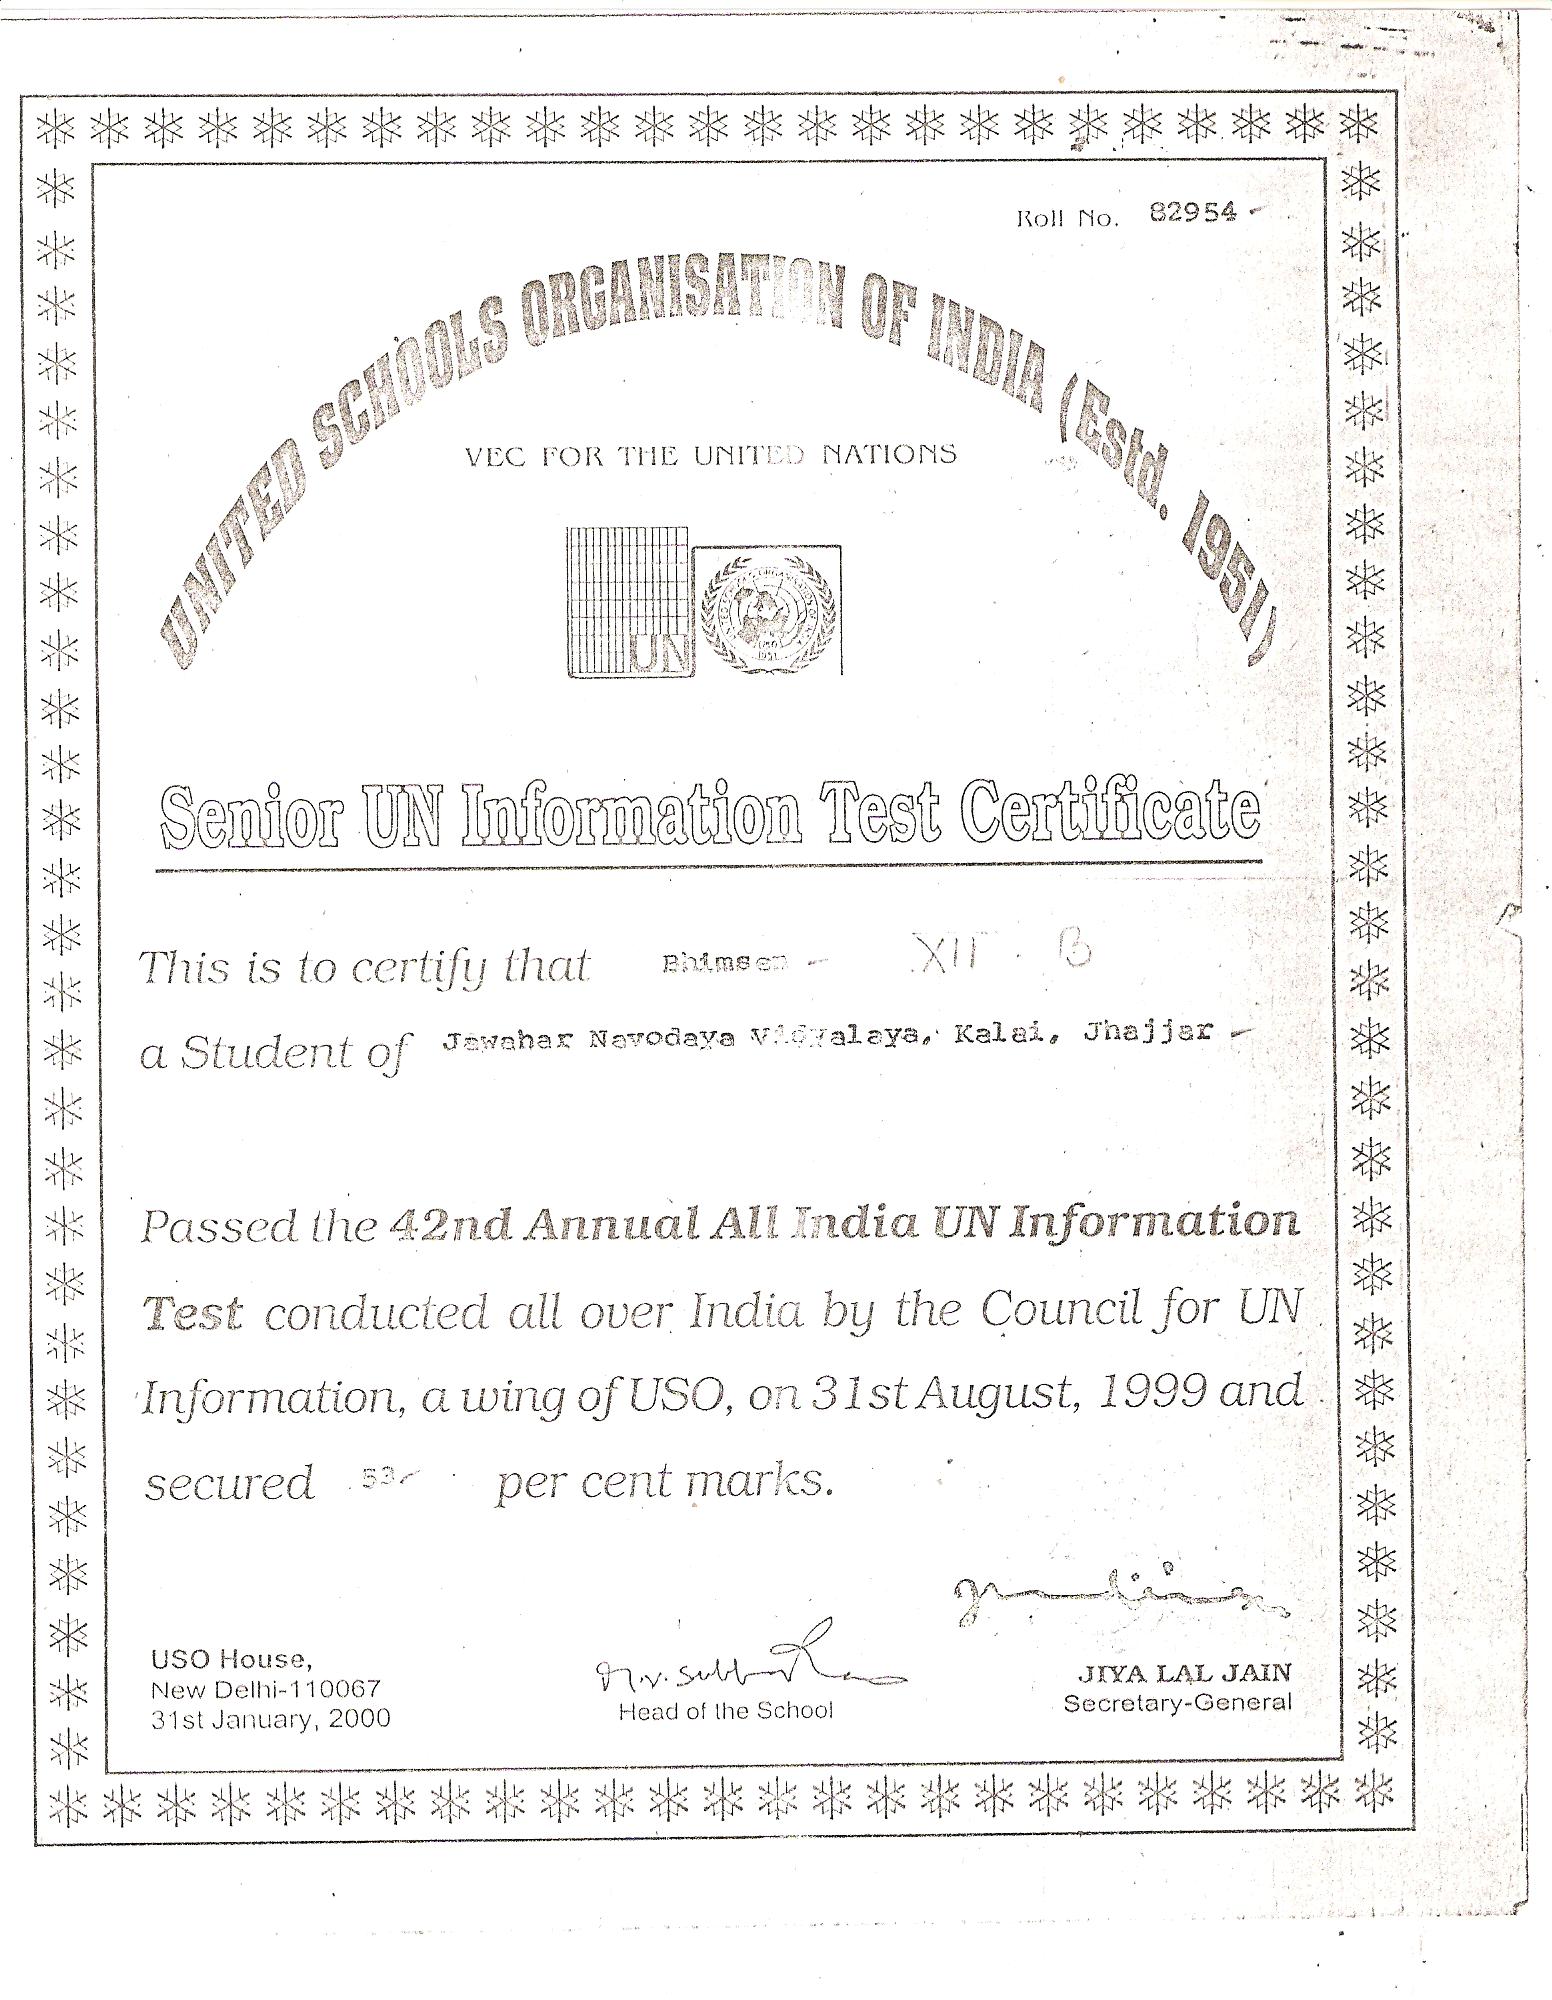 Roll No. 82954-
UNITED SCHOOLS ORGANISATION OF INDIA (Estd. 1951)
VEC FOR THE UNITED NATIONS
UN
USO
1951
Senior UN Information Test Certificate
This is to certify that Bhimsen - XII B
a Student of Jawahar Navodaya Vidyalaya, Kalai, Jhajjar -
Passed the 42nd Annual All India UN Information
Test conducted all over India by the Council for UN
Information, a wing of USO, on 31st August, 1999 and
secured 53- per cent marks.
USO House,
New Delhi-110067
31st January, 2000
Head of the School
JIYA LAL JAIN
Secretary-General